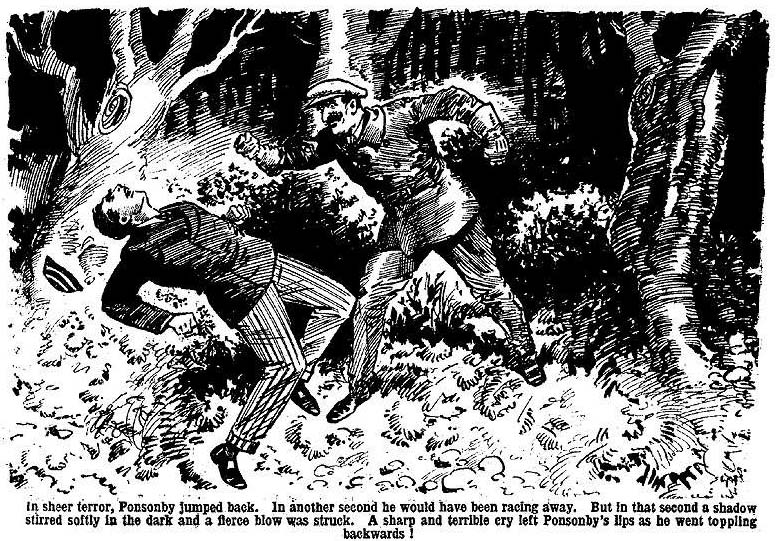 In sheer terror, Ponsonby jumped back. In another second he would have been racing away. But in that second a shadow
stirred softly in the dark and a fierce blow was struck. A sharp and terrible cry left Ponsonby's lips as he went toppling
backwards !